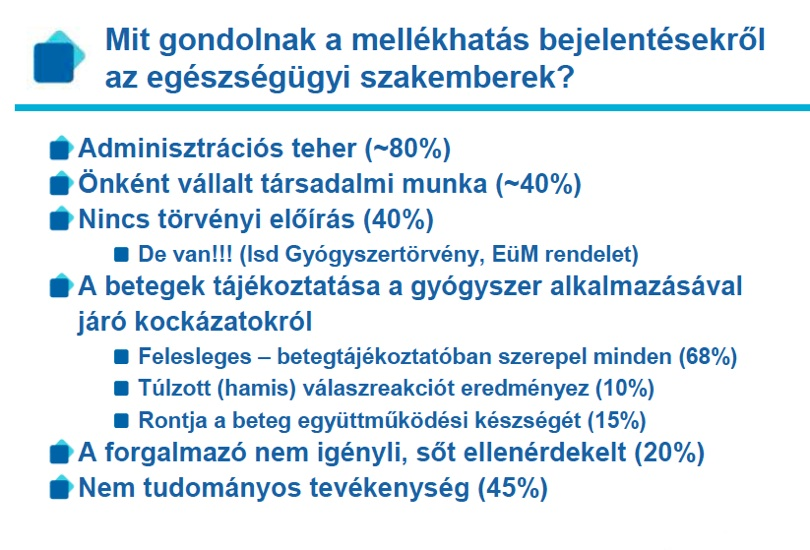 Mit gondolnak a mellékhatás bejelentésekről
az egészségügyi szakemberek?
Adminisztrációs teher (~80%)
Önként vállalt társadalmi munka (~40%)
Nincs törvényi előírás (40%)
De van!!! (lsd Gyógyszertörvény, EüM rendelet)
A betegek tájékoztatása a gyógyszer alkalmazásával
járó kockázatokról
Felesleges – betegtájékoztatóban szerepel minden (68%)
Túlzott (hamis) válaszreakciót eredményez (10%)
Rontja a beteg együttműködési készségét (15%)
A forgalmazó nem igényli, sőt ellenérdekelt (20%)
Nem tudományos tevékenység (45%)